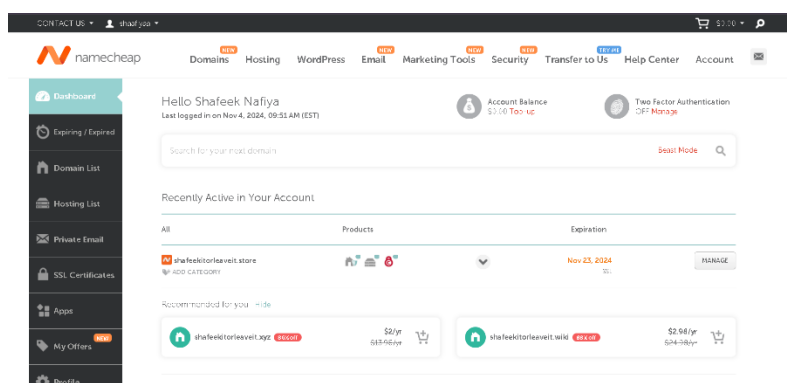 CONTACT US
shaafyaa
$0.00
namecheap
NEW
Domains
Hosting
WordPress
NEW
Email
NEW
Marketing Tools
NEW
Security
TRY ME
Transfer to Us
Help Center
Account
Dashboard
Expiring / Expired
Domain List
Hosting List
Private Email
SSL Certificates
Apps
NEW
My Offers
Profile
Hello Shafeek Nafiya
Last logged in on Nov 4, 2024, 09:51 AM (EST)
Account Balance
$0.00 Top-up
Two Factor Authentication
OFF Manage
Search for your next domain
Beast Mode
Recently Active in Your Account
All Products Expiration
shafeekitorleaveit.store
Nov 23, 2024
MANAGE
ADD CATEGORY
Recommended for you Hide
shafeekitorleaveit.xyz
$2/yr
shafeekitorleaveit.wiki
$2.98/yr